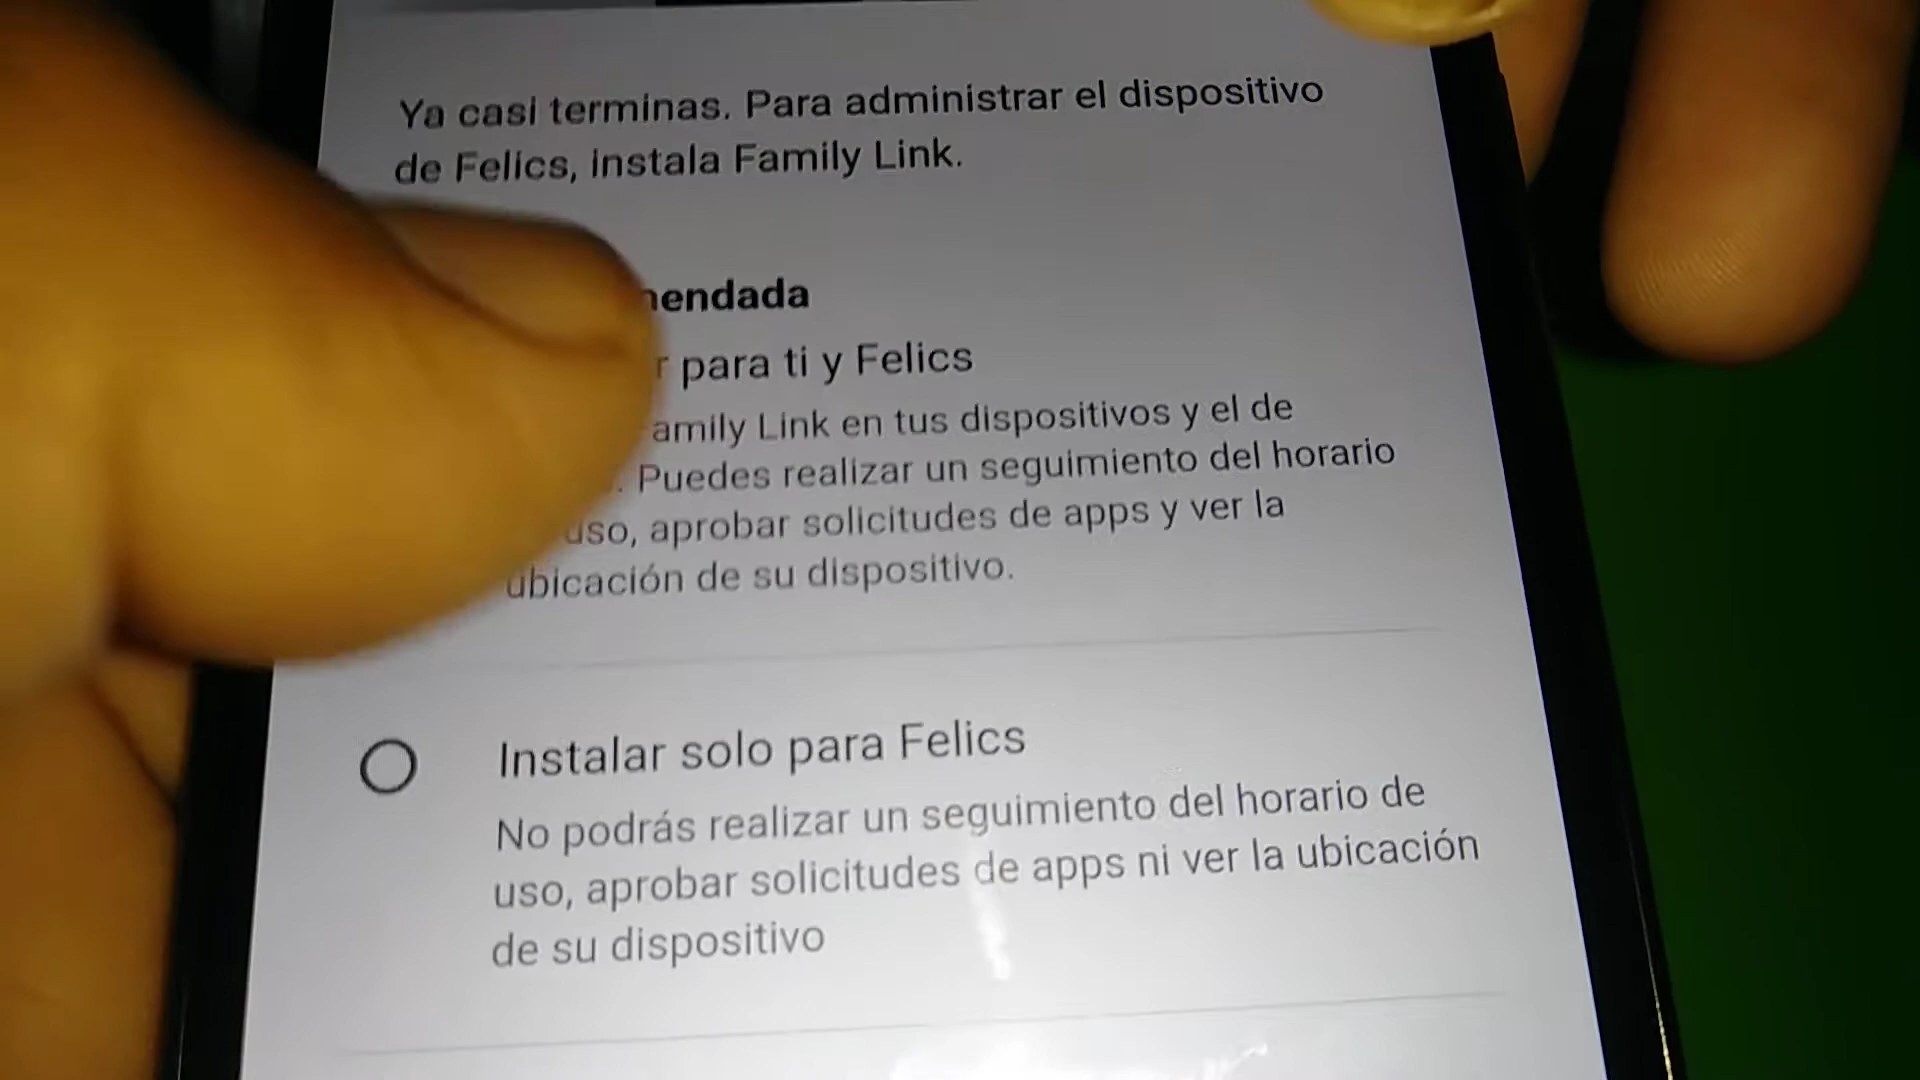 Ya casi terminas. Para administrar el dispositivo
de Felics, instala Family Link.
para ti y Felics
Link en tus dispositivos y el de
Puedes realizar un seguimiento del horario
uso, aprobar solicitudes de apps y ver la
ubicación de su dispositivo.
Instalar solo para Felics
No podrás realizar un seguimiento del horario de
uso, aprobar solicitudes de apps ni ver la ubicación
de su dispositivo